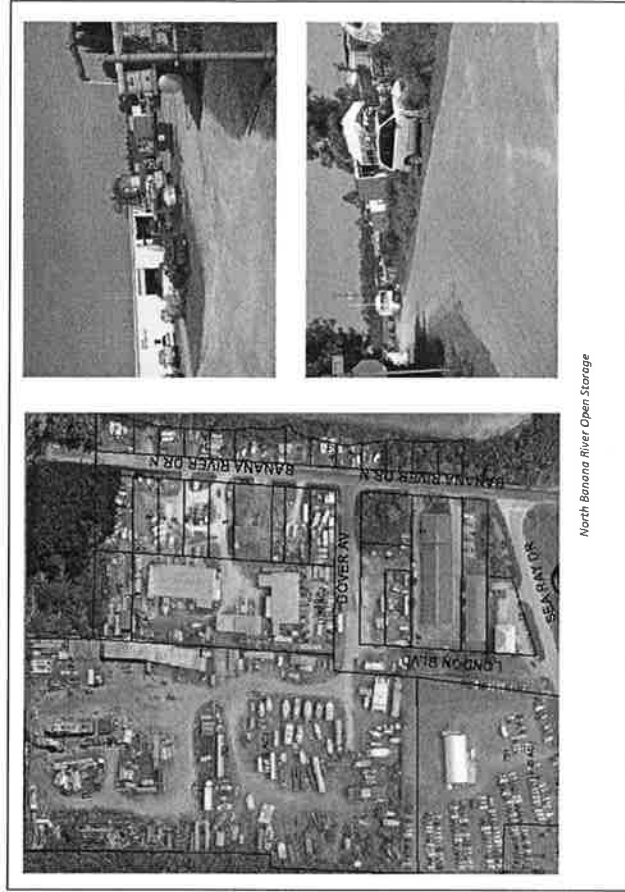 BANANA RIVER DR N
BANANA RIVER DR N
DOVER AV
LONDON BLVD
SEA RAY DR
North Banana River Open Storage